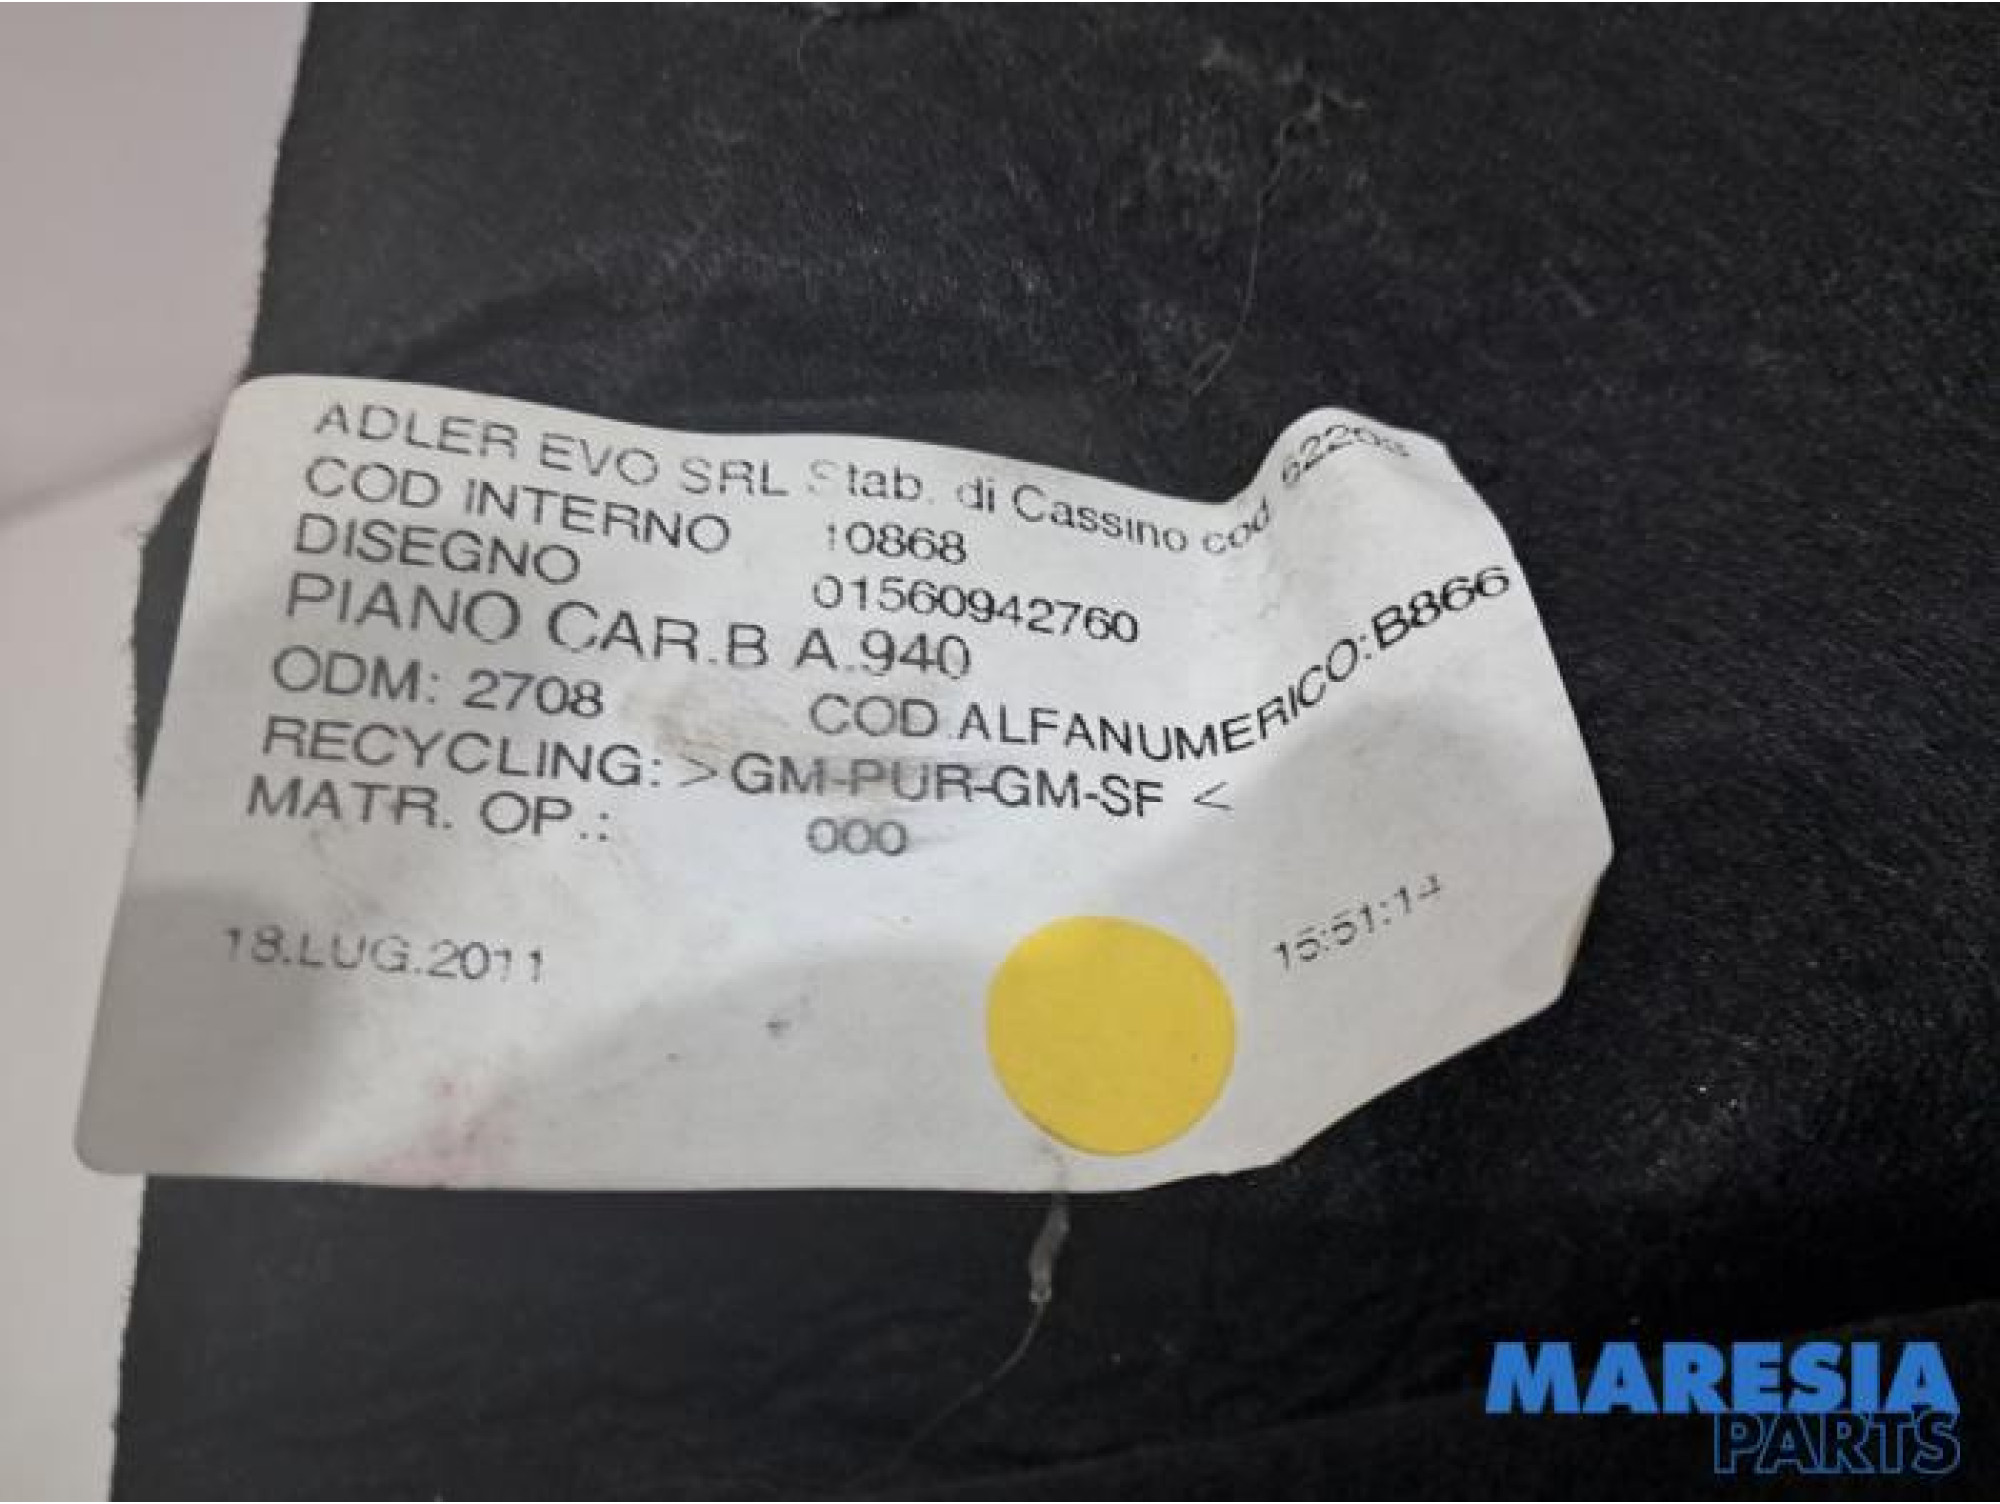 ADLER EVO SRL Stab. di Cassino cod
COD INTERNO 10868
DISEGNO 01560942760
PIANO CAR.B A.940
ODM: 2708 COD.ALFANUMERICO:B866
RECYCLING: >GM-PUR-GM-SF <
MATR. OP.: 000
18.LUG.2011 15:51:14
MARESIA
PARTS